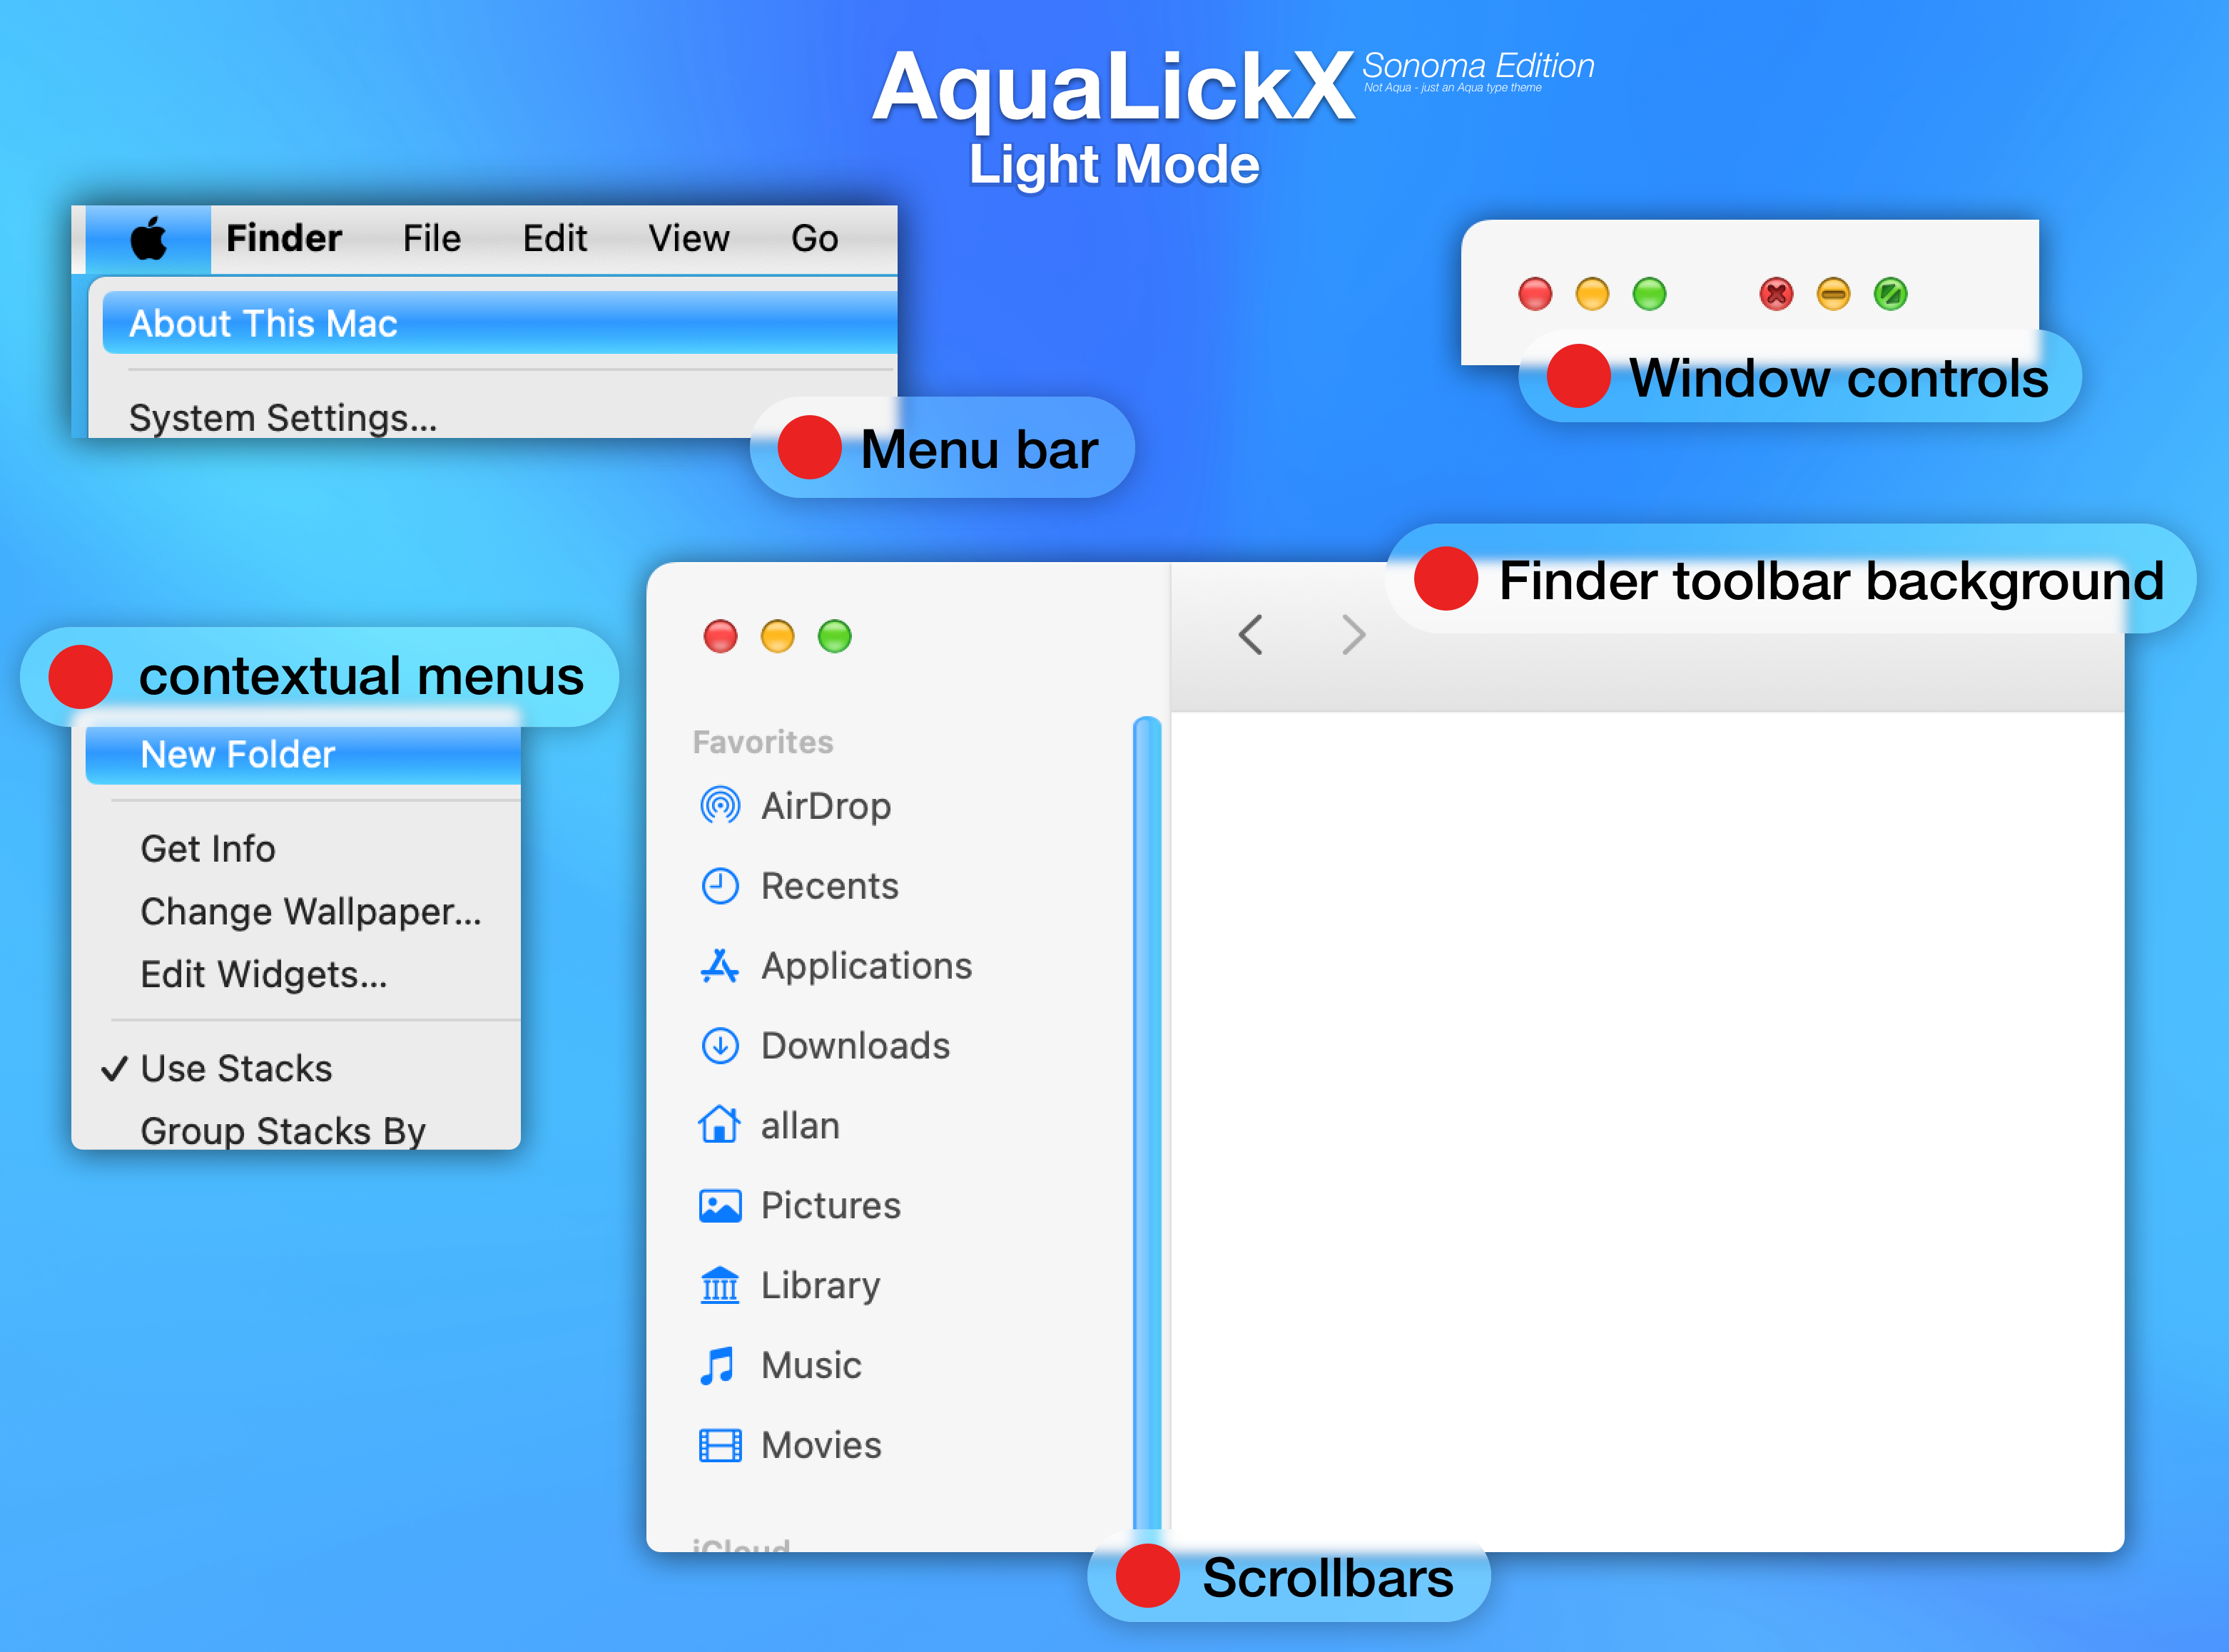 AquaLickX
Sonoma Edition
Not Aqua - just an Aqua type theme
Light Mode
Finder File Edit View Go
About This Mac
System Settings...
Menu bar
Window controls
Finder toolbar background
contextual menus
New Folder
Get Info
Change Wallpaper...
Edit Widgets...
✓ Use Stacks
Group Stacks By
Favorites
AirDrop
Recents
Applications
Downloads
allan
Pictures
Library
Music
Movies
iCloud
Scrollbars